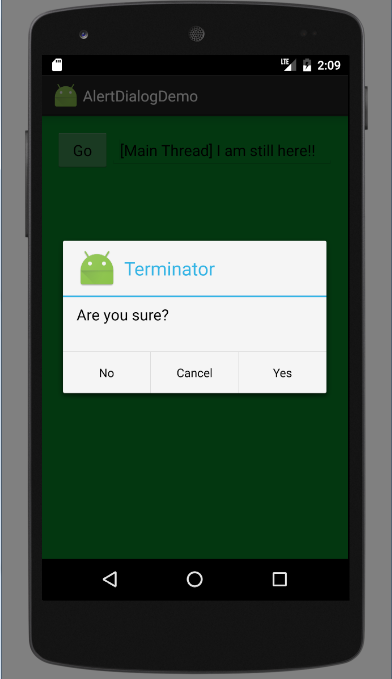 LTE 2:09
AlertDialogDemo
Go [Main Thread] I am still here!!
Terminator
Are you sure?
No Cancel Yes